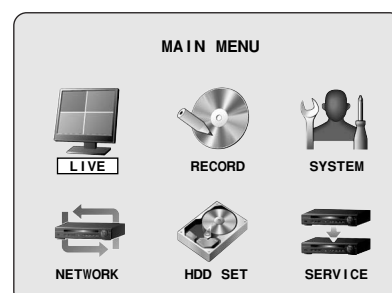 MAIN MENU
LIVE
RECORD
SYSTEM
NETWORK
HDD SET
SERVICE